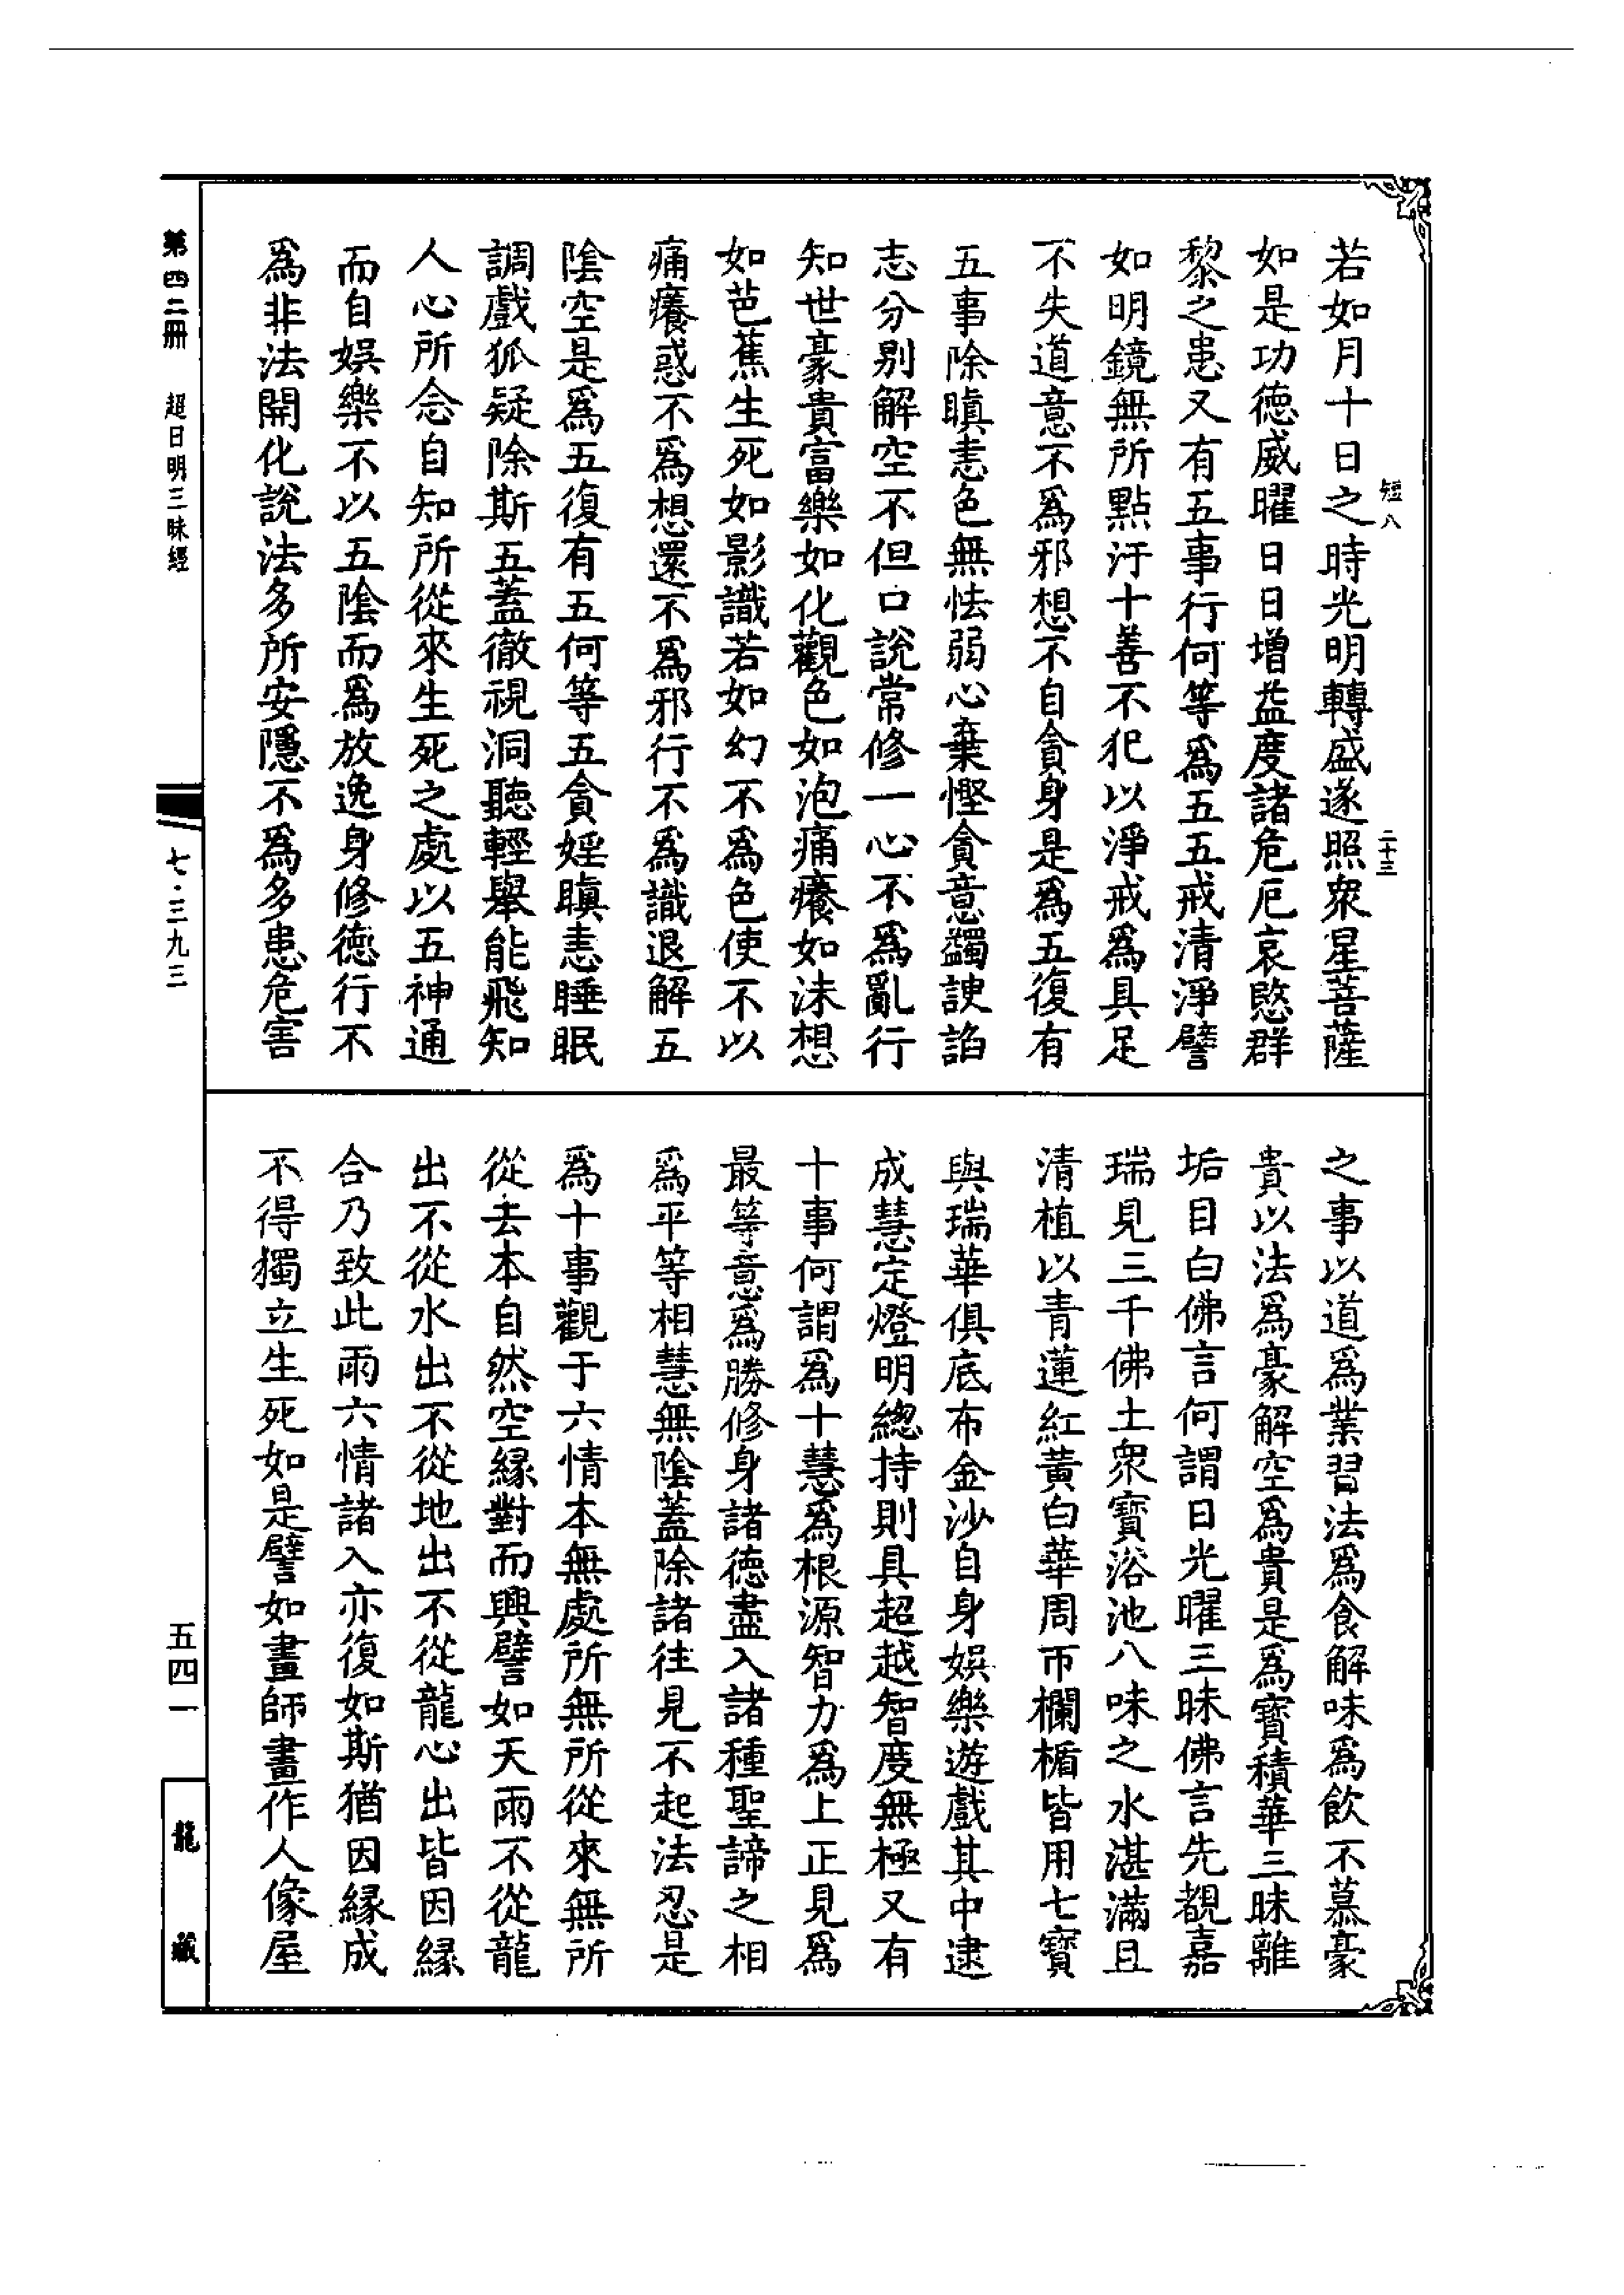 短八
二十三
若如月十日之時光明轉盛遂照衆星菩薩
如是功德威曜日日增益度諸危厄哀愍群
黎之患又有五事行何等爲五五戒清淨譬
如明鏡無所點汙十善不犯以淨戒爲具足
不失道意不爲邪想不自貪身是爲五復有
五事除瞋恚色無怯弱心棄慳貪意蠲諛諂
志分別解空不但口說常修一心不爲亂行
知世豪貴富樂如化觀色如泡痛癢如沫想
如芭蕉生死如影識若如幻不爲色使不以
痛癢惑不爲想還不爲邪行不爲識退解五
陰空是爲五復有五何等五貪婬瞋恚睡眠
調戲狐疑除斯五蓋徹視洞聽輕舉能飛知
人心所念自知所從來生死之處以五神通
而自娛樂不以五陰而爲放逸身修德行不
爲非法開化說法多所安隱不爲多患危害
之事以道爲業習法爲食解味爲飲不慕豪
貴以法爲豪解空爲貴是爲寶積華三昧離
垢目白佛言何謂日光曜三昧佛言先覩嘉
瑞見三千佛土衆寶浴池八味之水湛滿且
清植以青蓮紅黃白華周帀欄楯皆用七寶
與瑞華俱底布金沙自身娛樂遊戲其中逮
成慧定燈明總持則具超越智度無極又有
十事何謂爲十慧爲根源智力爲上正見爲
最等意爲勝修身諸德盡入諸種聖諦之相
爲平等相慧無陰蓋除諸往見不起法忍是
爲十事觀于六情本無處所無所從來無所
從去本自然空緣對而興譬如天雨不從龍
出不從水出不從地出不從龍心出皆因緣
合乃致此雨六情諸入亦復如斯猶因緣成
不得獨立生死如是譬如畫師畫作人像屋
第四二冊　超日明三昧經
七·三九三
五四一
龍藏